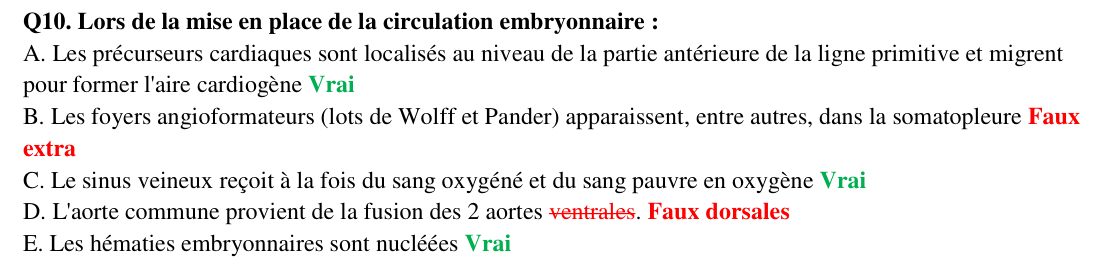 Q10. Lors de la mise en place de la circulation embryonnaire :
A. Les précurseurs cardiaques sont localisés au niveau de la partie antérieure de la ligne primitive et migrent
pour former l'aire cardiogène Vrai
B. Les foyers angioformateurs (lots de Wolff et Pander) apparaissent, entre autres, dans la somatopleure Faux
extra
C. Le sinus veineux reçoit à la fois du sang oxygéné et du sang pauvre en oxygène Vrai
D. L'aorte commune provient de la fusion des 2 aortes ventrales. Faux dorsales
E. Les hématies embryonnaires sont nucléées Vrai